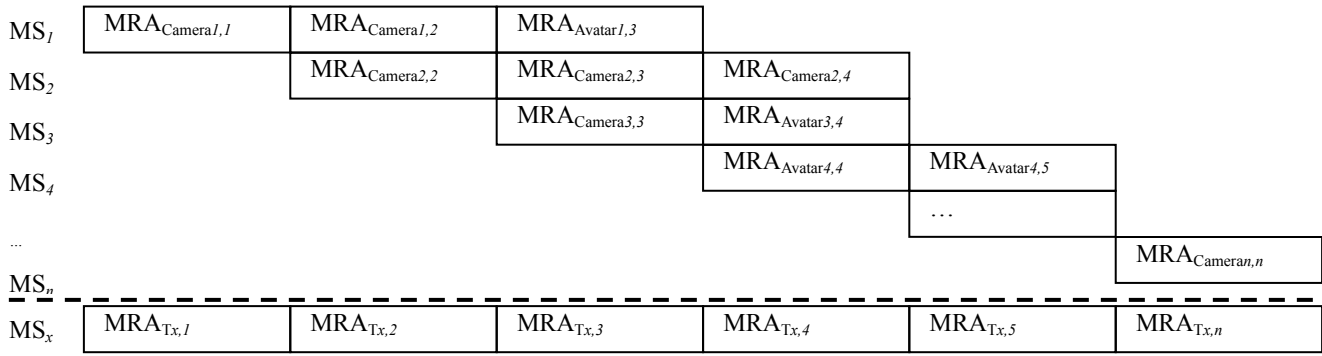 MS1 MRACamera1,1 MRACamera1,2 MRAAvatar1,3
MS2 MRACamera2,2 MRACamera2,3 MRACamera2,4
MS3 MRACamera3,3 MRAAvatar3,4
MS4 MRAAvatar4,4 MRAAvatar4,5
…
... MRACameran,n
MSn
MSx MRATx,1 MRATx,2 MRATx,3 MRATx,4 MRATx,5 MRATx,n